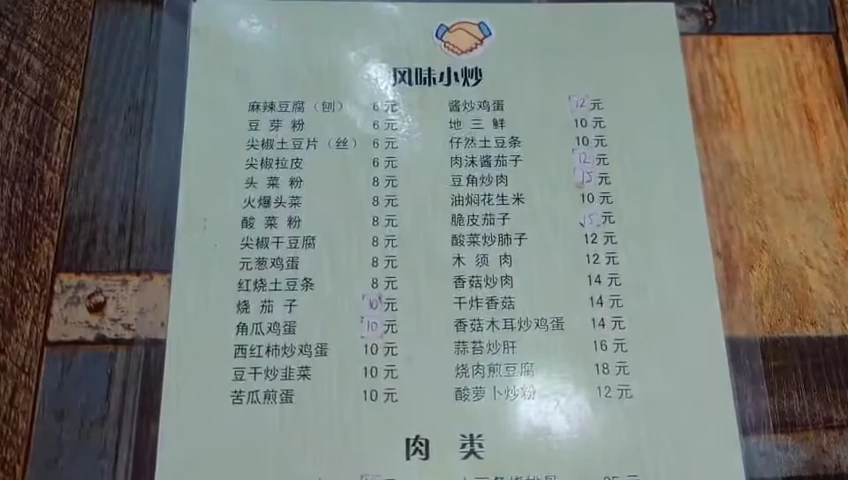 风味小炒
麻辣豆腐（刨） 6元
豆芽粉 6元
尖椒土豆片（丝） 6元
尖椒拉皮 6元
头菜粉 8元
火爆头菜 8元
酸菜粉 8元
尖椒干豆腐 8元
元葱鸡蛋 8元
红烧土豆条 8元
烧茄子 10元
角瓜鸡蛋 10元
西红柿炒鸡蛋 10元
豆干炒韭菜 10元
苦瓜煎蛋 10元
酱炒鸡蛋 12元
地三鲜 10元
仔然土豆条 10元
肉沫酱茄子 12元
豆角炒肉 15元
油焖花生米 10元
脆皮茄子 15元
酸菜炒肺子 12元
木须肉 12元
香菇炒肉 14元
干炸香菇 14元
香菇木耳炒鸡蛋 14元
蒜苔炒肝 16元
烧肉煎豆腐 18元
酸萝卜炒粉 12元
肉类